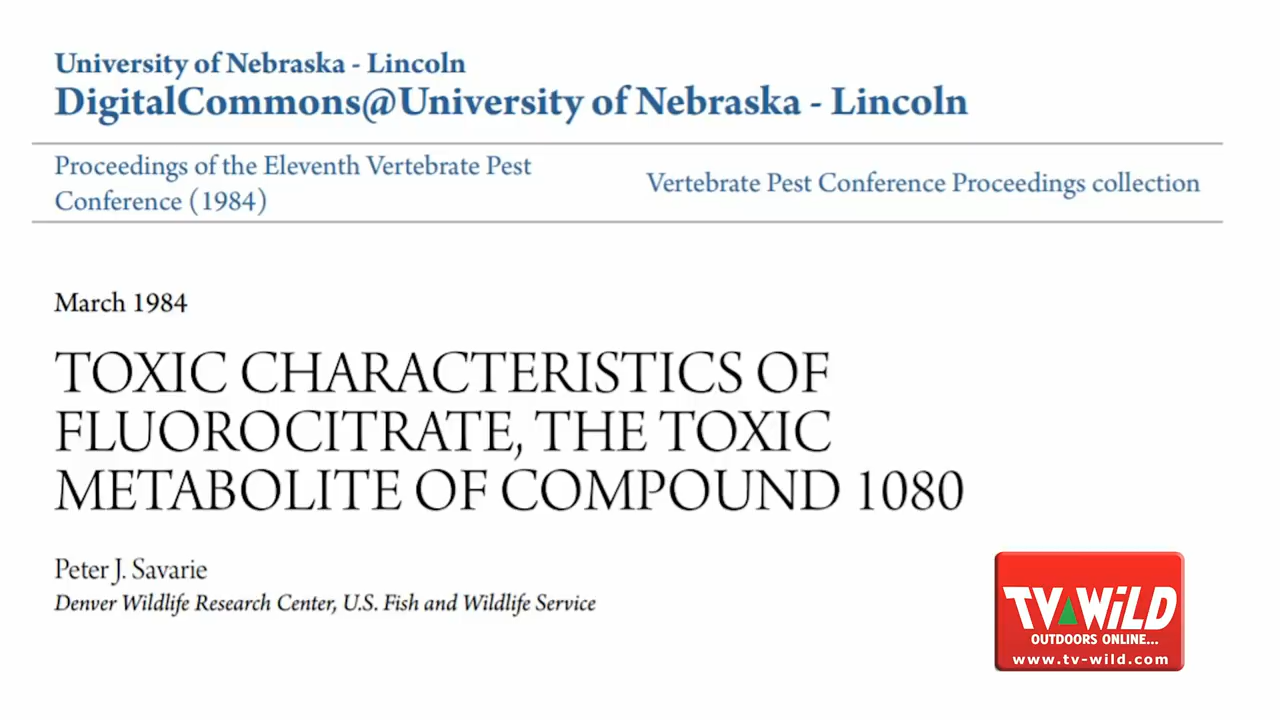 University of Nebraska - Lincoln
DigitalCommons@University of Nebraska - Lincoln
Proceedings of the Eleventh Vertebrate Pest
Conference (1984)
Vertebrate Pest Conference Proceedings collection
March 1984
TOXIC CHARACTERISTICS OF
FLUOROCITRATE, THE TOXIC
METABOLITE OF COMPOUND 1080
Peter J. Savarie
Denver Wildlife Research Center, U.S. Fish and Wildlife Service
TV WiLD
OUTDOORS ONLINE...
www.tv-wild.com